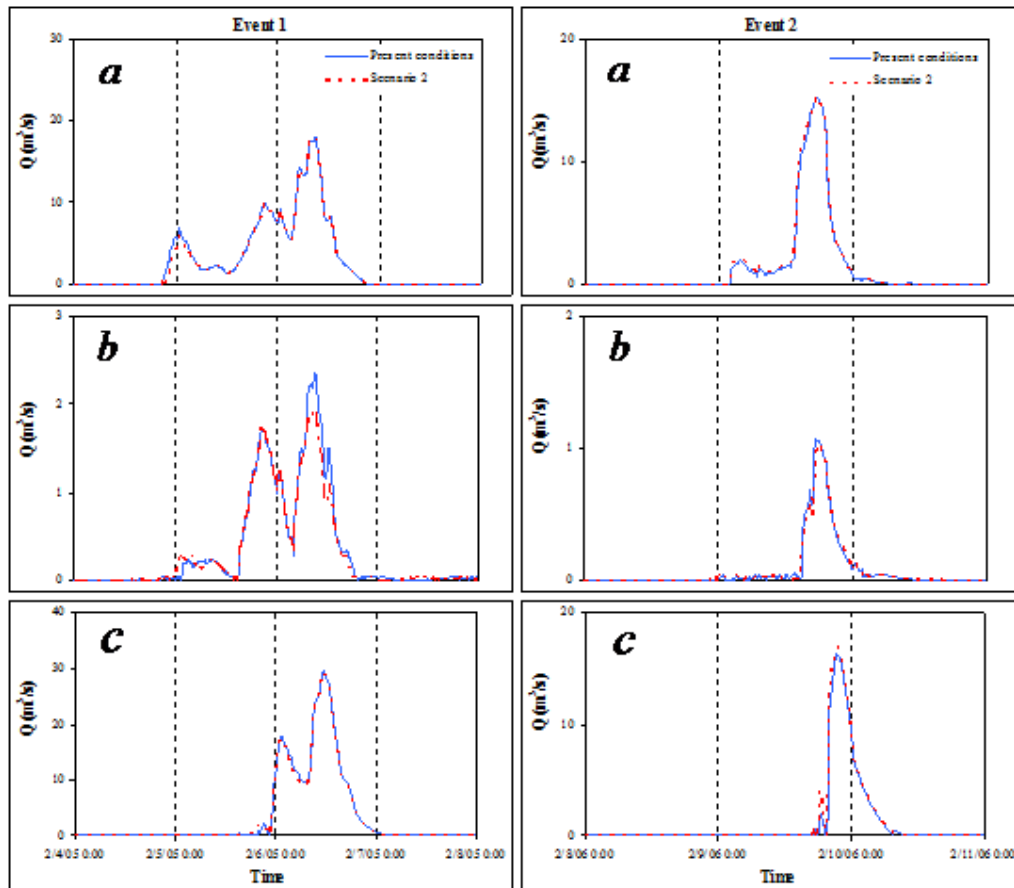 Event 1
30
20
10
0
Q (m³/s)
a
Present conditions
Scenario 2
Event 2
20
10
0
Q (m³/s)
a
Present conditions
Scenario 2
3
2
1
0
Q (m³/s)
b
2
1
0
Q (m³/s)
b
40
30
20
10
0
Q (m³/s)
c
2/4/05 0:00
2/5/05 0:00
2/6/05 0:00
2/7/05 0:00
2/8/05 0:00
Time
20
10
0
Q (m³/s)
c
2/8/06 0:00
2/9/06 0:00
2/10/06 0:00
2/11/06 0:00
Time